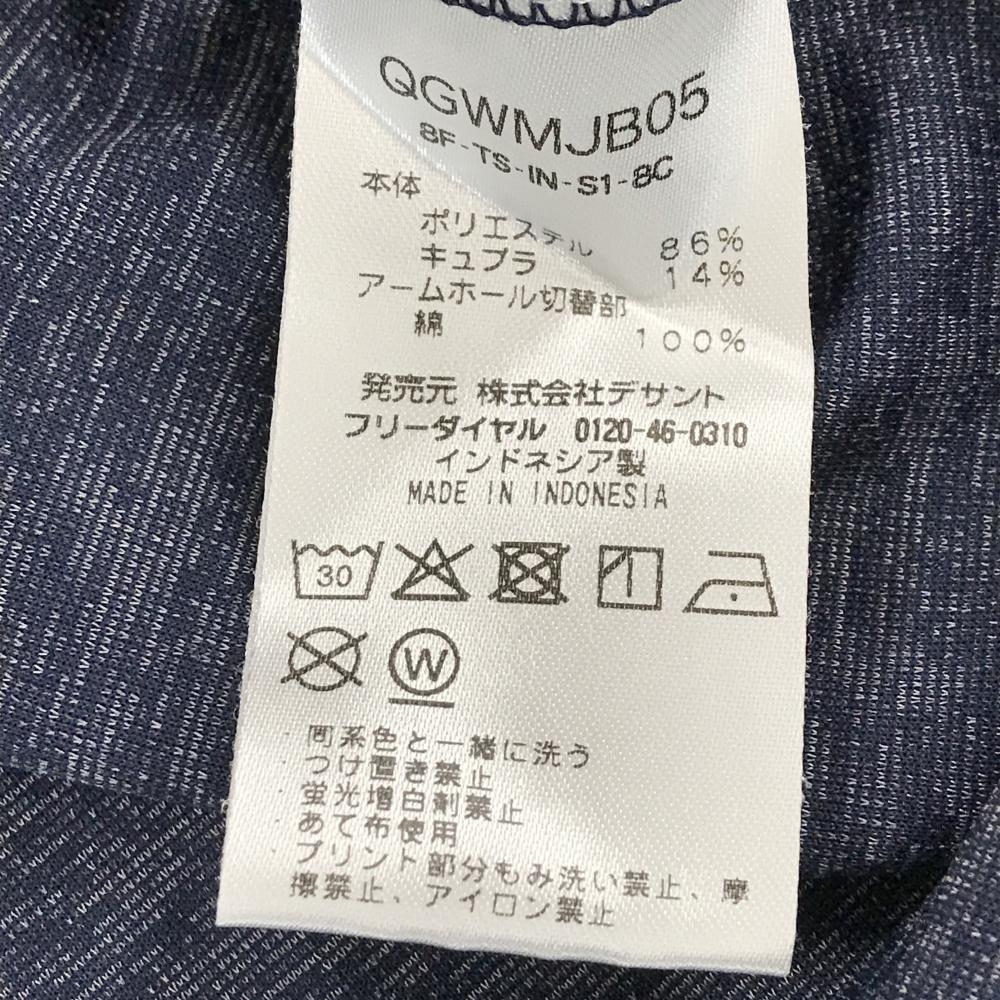 QGWMJB05
8F-TS-IN-S1-8C
本体
ポリエステル 86%
キュプラ 14%
アームホール切替部
綿 100%
発売元 株式会社デサント
フリーダイヤル 0120-46-0310
インドネシア製
MADE IN INDONESIA
30
W
・同系色と一緒に洗う
・つけ置き禁止
・蛍光増白剤禁止
・あて布使用
・プリント部分もみ洗い禁止、摩
擦禁止、アイロン禁止